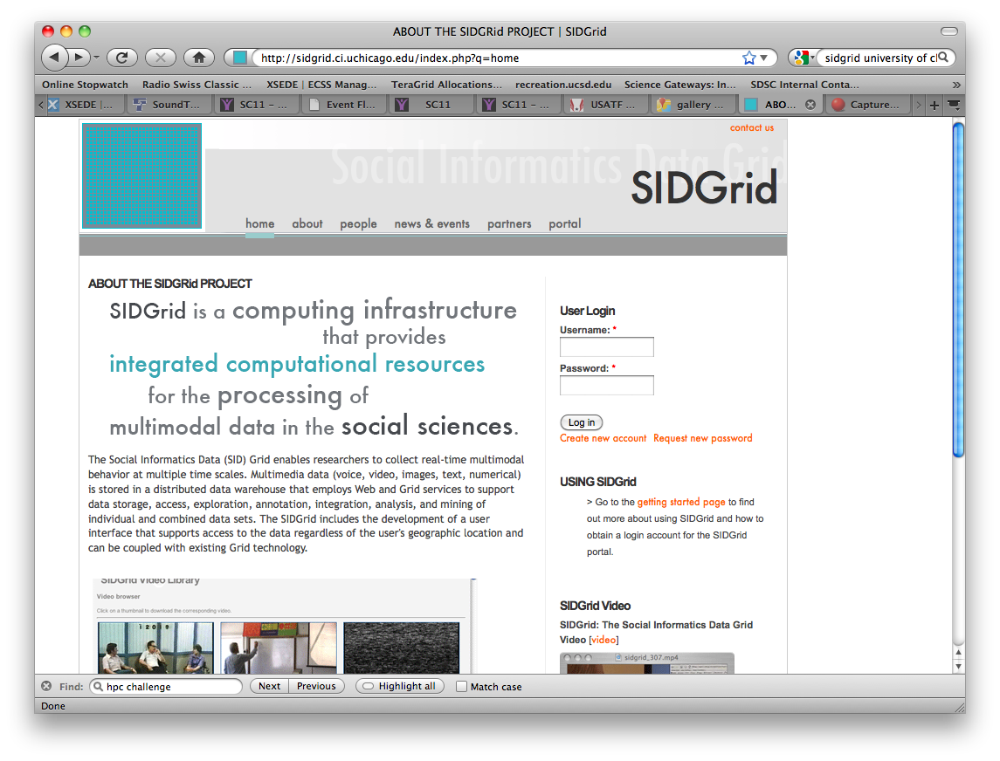 ABOUT THE SIDGRid PROJECT | SIDGrid
http://sidgrid.ci.uchicago.edu/index.php?q=home
sidgrid university of cl
Online Stopwatch Radio Swiss Classic ... XSEDE | ECSS Manag... TeraGrid Allocations... recreation.ucsd.edu Science Gateways: In... SDSC Internal Conta... »
XSEDE |... SoundT... SC11 – ... Event Fl... SC11 SC11 – ... USATF ... gallery ... ABO... Capture...
contact us
Social Informatics Data Grid
SIDGrid
home about people news & events partners portal
ABOUT THE SIDGRid PROJECT
SIDGrid is a computing infrastructure
that provides
integrated computational resources
for the processing of
multimodal data in the social sciences.
The Social Informatics Data (SID) Grid enables researchers to collect real-time multimodal
behavior at multiple time scales. Multimedia data (voice, video, images, text, numerical)
is stored in a distributed data warehouse that employs Web and Grid services to support
data storage, access, exploration, annotation, integration, analysis, and mining of
individual and combined data sets. The SIDGrid includes the development of a user
interface that supports access to the data regardless of the user's geographic location and
can be coupled with existing Grid technology.
SIDGrid Video Library
Video browser
Click on a thumbnail to download the corresponding video.
User Login
Username: *
Password: *
Log in
Create new account Request new password
USING SIDGrid
> Go to the getting started page to find
out more about using SIDGrid and how to
obtain a login account for the SIDGrid
portal.
SIDGrid Video
SIDGrid: The Social Informatics Data Grid
Video [video]
sidgrid_307.mp4
Find: hpc challenge Next Previous Highlight all Match case
Done